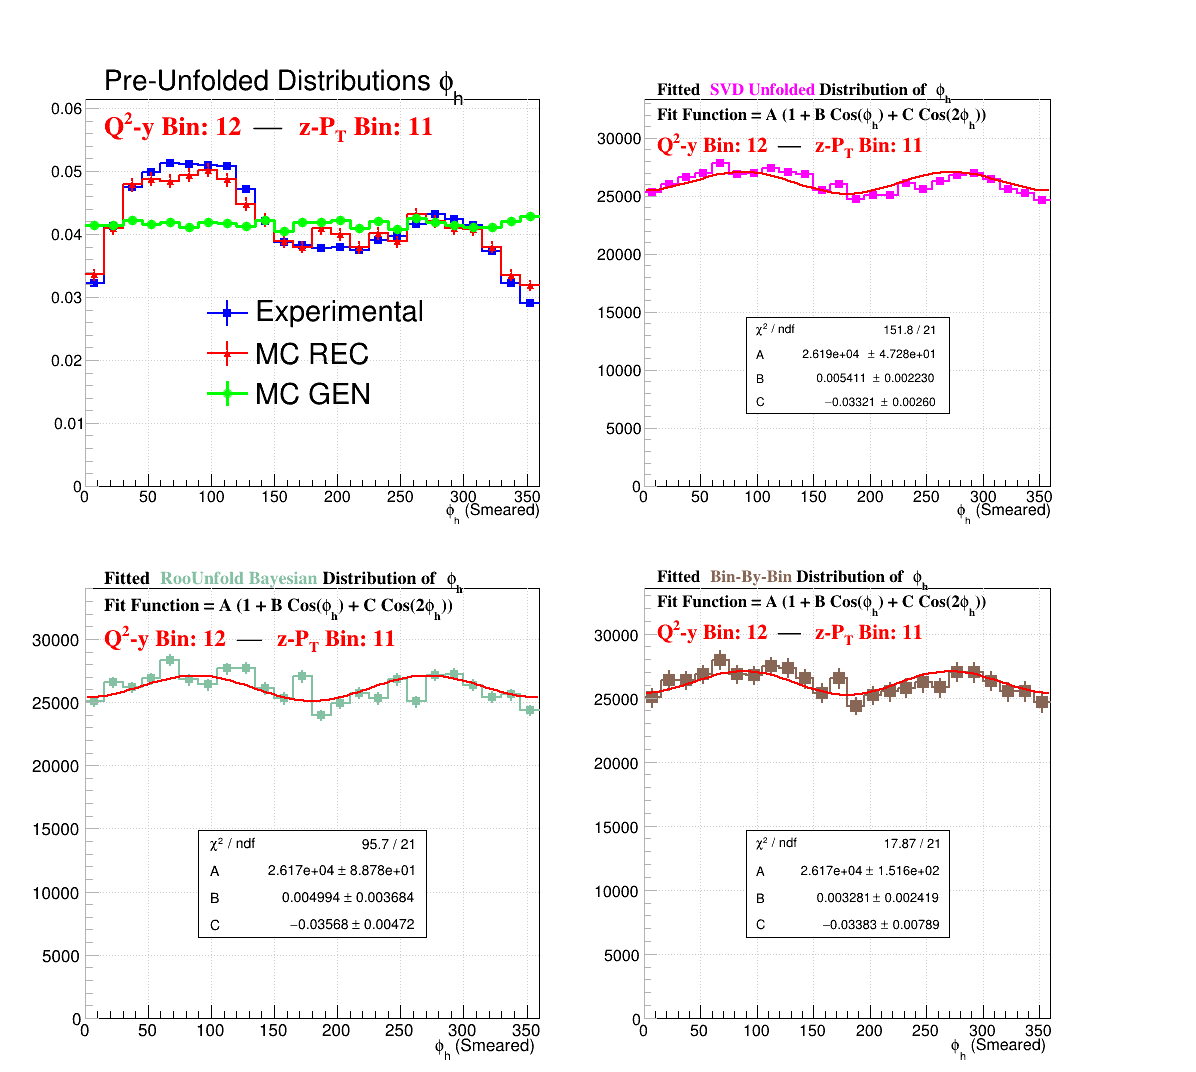 Pre-Unfolded Distributions ϕh
Q²-y Bin: 12 — z-PT Bin: 11
0.06
0.05
0.04
0.03
0.02
0.01
0
Experimental
MC REC
MC GEN
0 50 100 150 200 250 300 350
ϕh (Smeared)
Fitted SVD Unfolded Distribution of ϕh
Fit Function = A (1 + B Cos(ϕh) + C Cos(2ϕh))
Q²-y Bin: 12 — z-PT Bin: 11
30000
25000
20000
15000
10000
5000
0
χ² / ndf 151.8 / 21
A 2.619e+04 ± 4.728e+01
B 0.005411 ± 0.002230
C −0.03321 ± 0.00260
0 50 100 150 200 250 300 350
ϕh (Smeared)
Fitted RooUnfold Bayesian Distribution of ϕh
Fit Function = A (1 + B Cos(ϕh) + C Cos(2ϕh))
Q²-y Bin: 12 — z-PT Bin: 11
30000
25000
20000
15000
10000
5000
0
χ² / ndf 95.7 / 21
A 2.617e+04 ± 8.878e+01
B 0.004994 ± 0.003684
C −0.03568 ± 0.00472
0 50 100 150 200 250 300 350
ϕh (Smeared)
Fitted Bin-By-Bin Distribution of ϕh
Fit Function = A (1 + B Cos(ϕh) + C Cos(2ϕh))
Q²-y Bin: 12 — z-PT Bin: 11
30000
25000
20000
15000
10000
5000
0
χ² / ndf 17.87 / 21
A 2.617e+04 ± 1.516e+02
B 0.003281 ± 0.002419
C −0.03383 ± 0.00789
0 50 100 150 200 250 300 350
ϕh (Smeared)